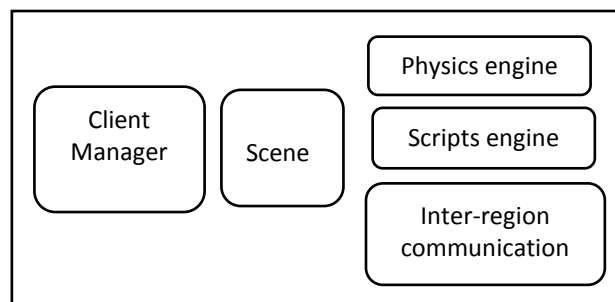 Client
Manager
Scene
Physics engine
Scripts engine
Inter-region
communication